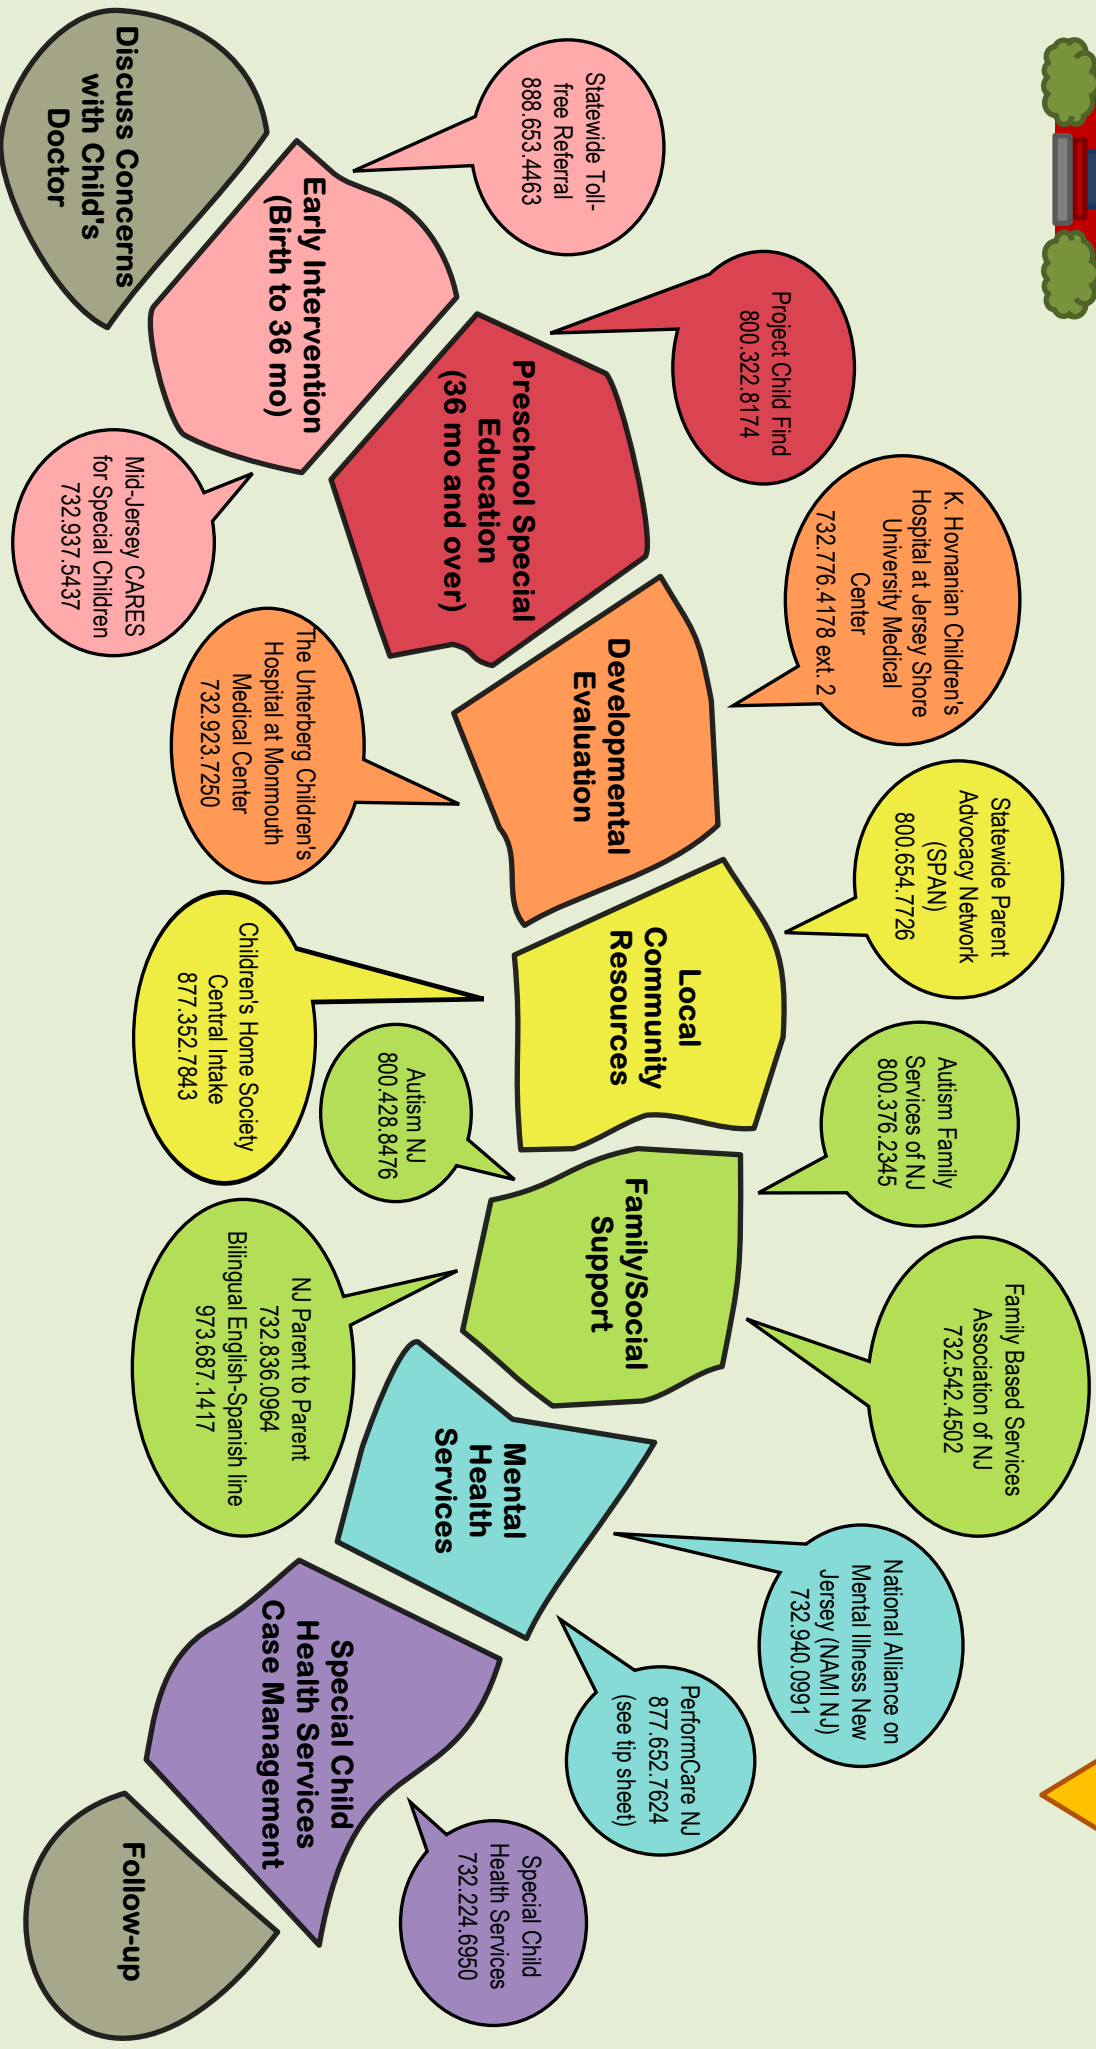 Discuss Concerns
with Child's
Doctor
Early Intervention
(Birth to 36 mo)
Statewide Toll-
free Referral
888.653.4463
Mid-Jersey CARES
for Special Children
732.937.5437
Preschool Special
Education
(36 mo and over)
Project Child Find
800.322.8174
Developmental
Evaluation
K. Hovnanian Children's
Hospital at Jersey Shore
University Medical
Center
732.776.4178 ext. 2
The Unterberg Children's
Hospital at Monmouth
Medical Center
732.923.7250
Local
Community
Resources
Statewide Parent
Advocacy Network
(SPAN)
800.654.7726
Children's Home Society
Central Intake
877.352.7843
Family/Social
Support
Autism Family
Services of NJ
800.376.2345
Family Based Services
Association of NJ
732.542.4502
Autism NJ
800.428.8476
NJ Parent to Parent
732.836.0964
Bilingual English-Spanish line
973.687.1417
Mental
Health
Services
National Alliance on
Mental Illness New
Jersey (NAMI NJ)
732.940.0991
PerformCare NJ
877.652.7624
(see tip sheet)
Special Child
Health Services
Case Management
Special Child
Health Services
732.224.6950
Follow-up